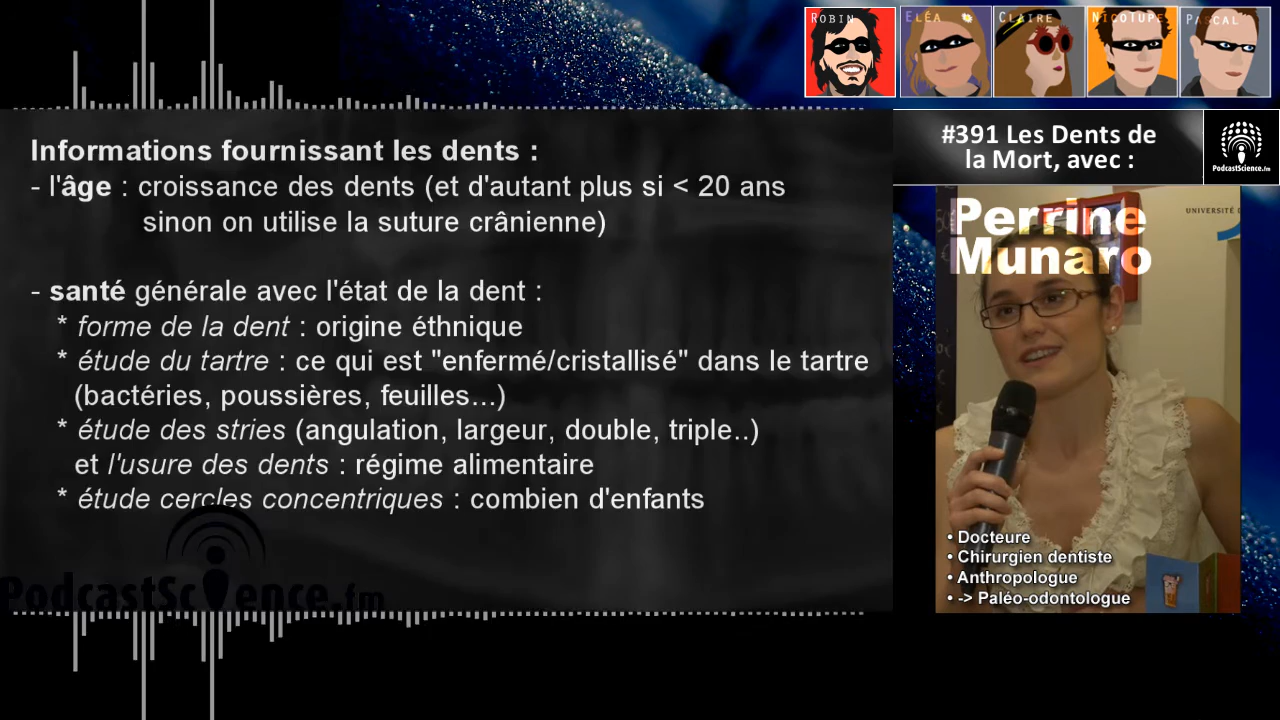 ROBIN
ELÉA
CLAIRE
NICOTUPE
PASCAL
#391 Les Dents de
la Mort, avec :
PodcastScience.fm
Informations fournissant les dents :
- l'âge : croissance des dents (et d'autant plus si < 20 ans
sinon on utilise la suture crânienne)
- santé générale avec l'état de la dent :
* forme de la dent : origine éthnique
* étude du tartre : ce qui est "enfermé/cristallisé" dans le tartre
(bactéries, poussières, feuilles...)
* étude des stries (angulation, largeur, double, triple..)
et l'usure des dents : régime alimentaire
* étude cercles concentriques : combien d'enfants
PodcastScience.fm
Perrine
Munaro
UNIVERSITÉ
• Docteure
• Chirurgien dentiste
• Anthropologue
• -> Paléo-odontologue